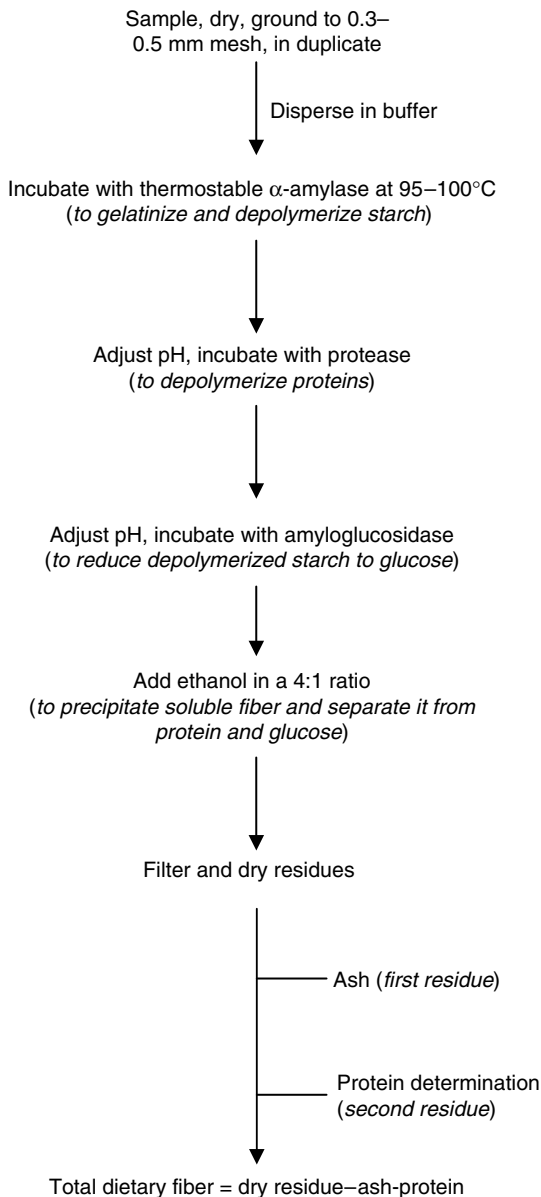 Sample, dry, ground to 0.3–
0.5 mm mesh, in duplicate
Disperse in buffer
Incubate with thermostable α-amylase at 95–100°C
(to gelatinize and depolymerize starch)
Adjust pH, incubate with protease
(to depolymerize proteins)
Adjust pH, incubate with amyloglucosidase
(to reduce depolymerized starch to glucose)
Add ethanol in a 4:1 ratio
(to precipitate soluble fiber and separate it from
protein and glucose)
Filter and dry residues
Ash (first residue)
Protein determination
(second residue)
Total dietary fiber = dry residue–ash-protein